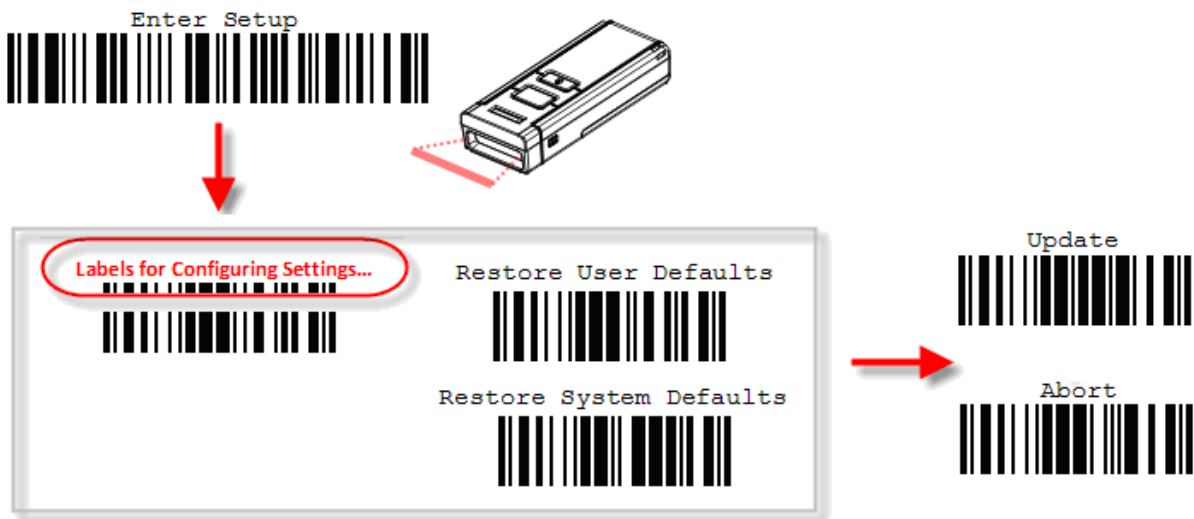 Enter Setup
Labels for Configuring Settings...
Restore User Defaults
Restore System Defaults
Update
Abort